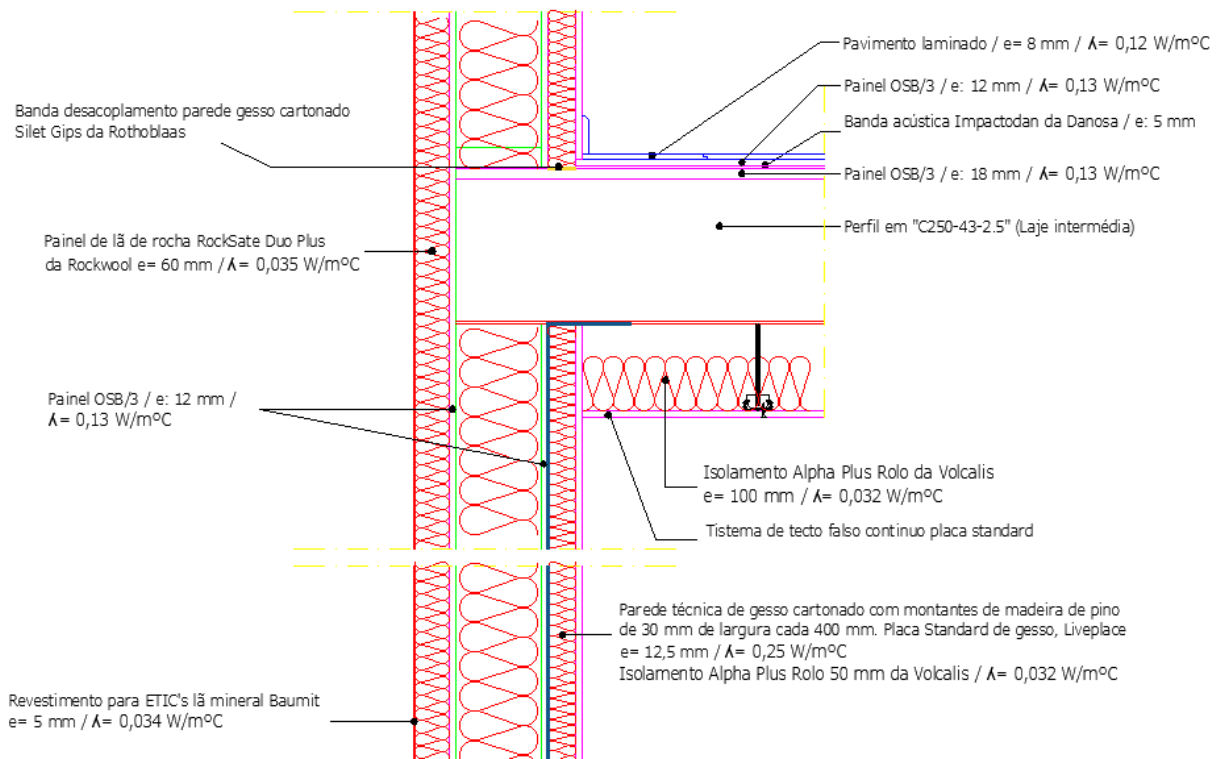 Pavimento laminado / e= 8 mm / ʎ= 0,12 W/mºC
Painel OSB/3 / e: 12 mm / ʎ= 0,13 W/mºC
Banda acústica Impactodan da Danosa / e: 5 mm
Painel OSB/3 / e: 18 mm / ʎ= 0,13 W/mºC
Perfil em "C250-43-2.5" (Laje intermédia)
Banda desacoplamento parede gesso cartonado
Silet Gips da Rothoblaas
Painel de lã de rocha RockSate Duo Plus
da Rockwool e= 60 mm / ʎ= 0,035 W/mºC
Painel OSB/3 / e: 12 mm /
ʎ= 0,13 W/mºC
Isolamento Alpha Plus Rolo da Volcalis
e= 100 mm / ʎ= 0,032 W/mºC
Tistema de tecto falso continuo placa standard
Parede técnica de gesso cartonado com montantes de madeira de pino
de 30 mm de largura cada 400 mm. Placa Standard de gesso, Liveplace
e= 12,5 mm / ʎ= 0,25 W/mºC
Isolamento Alpha Plus Rolo 50 mm da Volcalis / ʎ= 0,032 W/mºC
Revestimento para ETIC's lã mineral Baumit
e= 5 mm / ʎ= 0,034 W/mºC